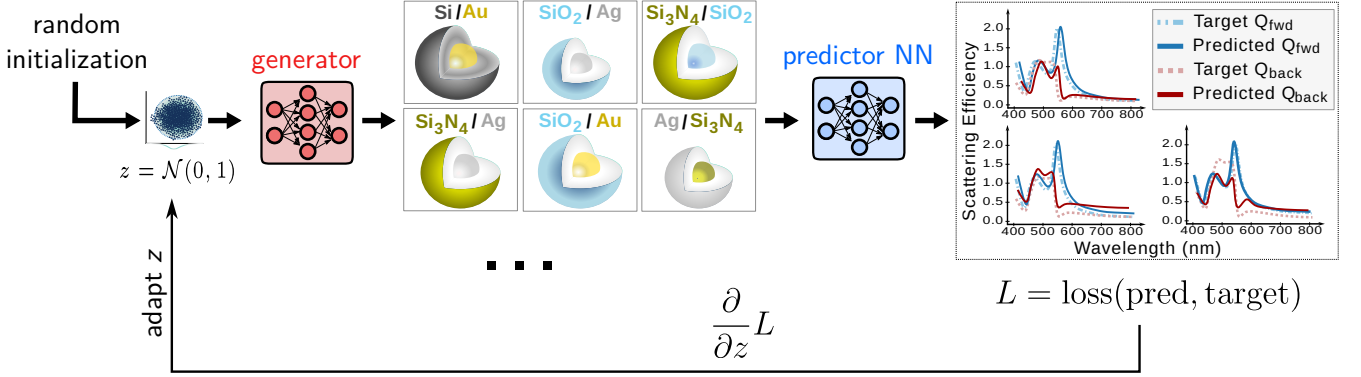 random
initialization
z = N(0, 1)
generator
Si/Au
SiO2/Ag
Si3N4/SiO2
Si3N4/Ag
SiO2/Au
Ag/Si3N4
predictor NN
Target Qfwd
Predicted Qfwd
Target Qback
Predicted Qback
Scattering Efficiency
2.0
1.5
1.0
0.5
0.0
400 500 600 700 800
2.0
1.5
1.0
0.5
0.0
400 500 600 700 800
2.0
1.5
1.0
0.5
0.0
400 500 600 700 800
Wavelength (nm)
L = loss(pred, target)
∂/∂z L
adapt z